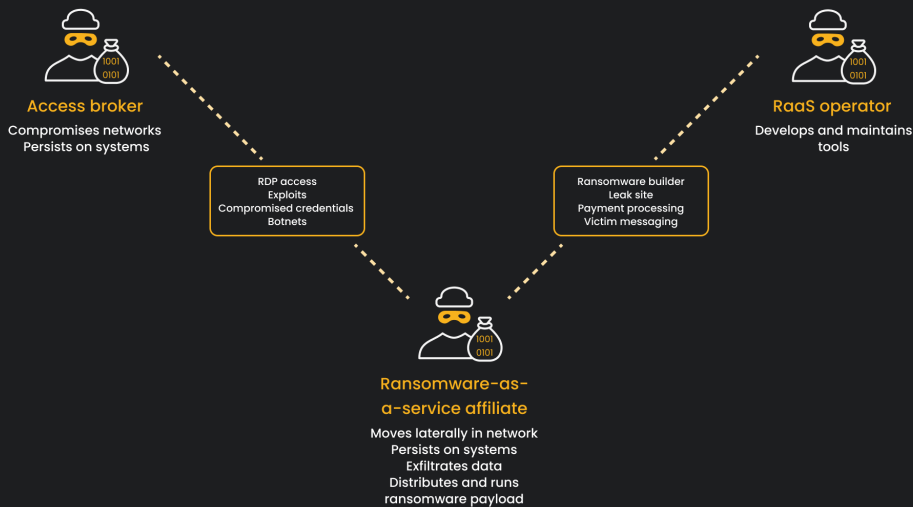 1001
0101
Access broker
Compromises networks
Persists on systems
1001
0101
RaaS operator
Develops and maintains
tools
RDP access
Exploits
Compromised credentials
Botnets
Ransomware builder
Leak site
Payment processing
Victim messaging
1001
0101
Ransomware-as-
a-service affiliate
Moves laterally in network
Persists on systems
Exfiltrates data
Distributes and runs
ransomware payload